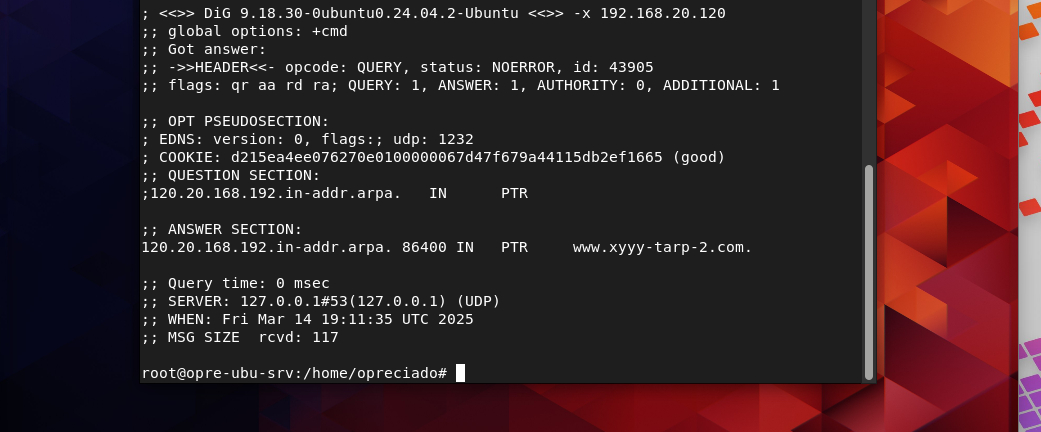 ; <<>> DiG 9.18.30-0ubuntu0.24.04.2-Ubuntu <<>> -x 192.168.20.120
;; global options: +cmd
;; Got answer:
;; ->>HEADER<<- opcode: QUERY, status: NOERROR, id: 43905
;; flags: qr aa rd ra; QUERY: 1, ANSWER: 1, AUTHORITY: 0, ADDITIONAL: 1
;; OPT PSEUDOSECTION:
; EDNS: version: 0, flags:; udp: 1232
; COOKIE: d215ea4ee076270e0100000067d47f679a44115db2ef1665 (good)
;; QUESTION SECTION:
;120.20.168.192.in-addr.arpa.   IN      PTR
;; ANSWER SECTION:
120.20.168.192.in-addr.arpa. 86400 IN   PTR     www.xyyy-tarp-2.com.
;; Query time: 0 msec
;; SERVER: 127.0.0.1#53(127.0.0.1) (UDP)
;; WHEN: Fri Mar 14 19:11:35 UTC 2025
;; MSG SIZE  rcvd: 117
root@opre-ubu-srv:/home/opreciado#